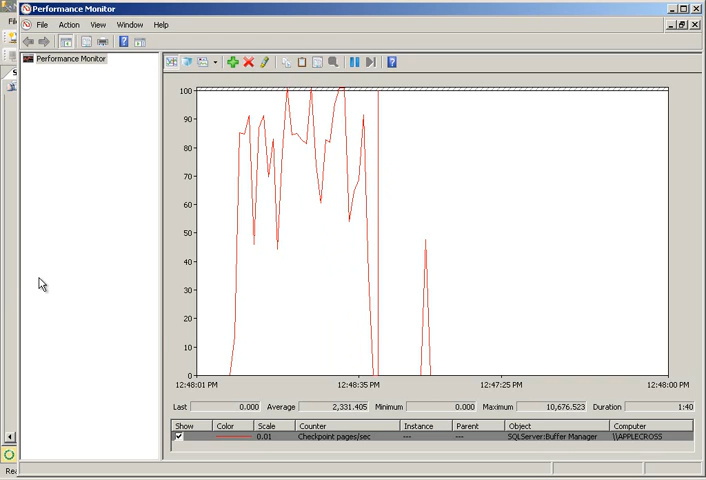 Performance Monitor
File Action View Window Help
Performance Monitor
100
90
80
70
60
50
40
30
20
10
0
12:48:01 PM 12:48:35 PM 12:47:25 PM 12:48:00 PM
Last 0.000 Average 2,331.405 Minimum 0.000 Maximum 10,676.523 Duration 1:40
Show Color Scale Counter Instance Parent Object Computer
0.01 Checkpoint pages/sec --- --- SQLServer:Buffer Manager \\APPLECROSS